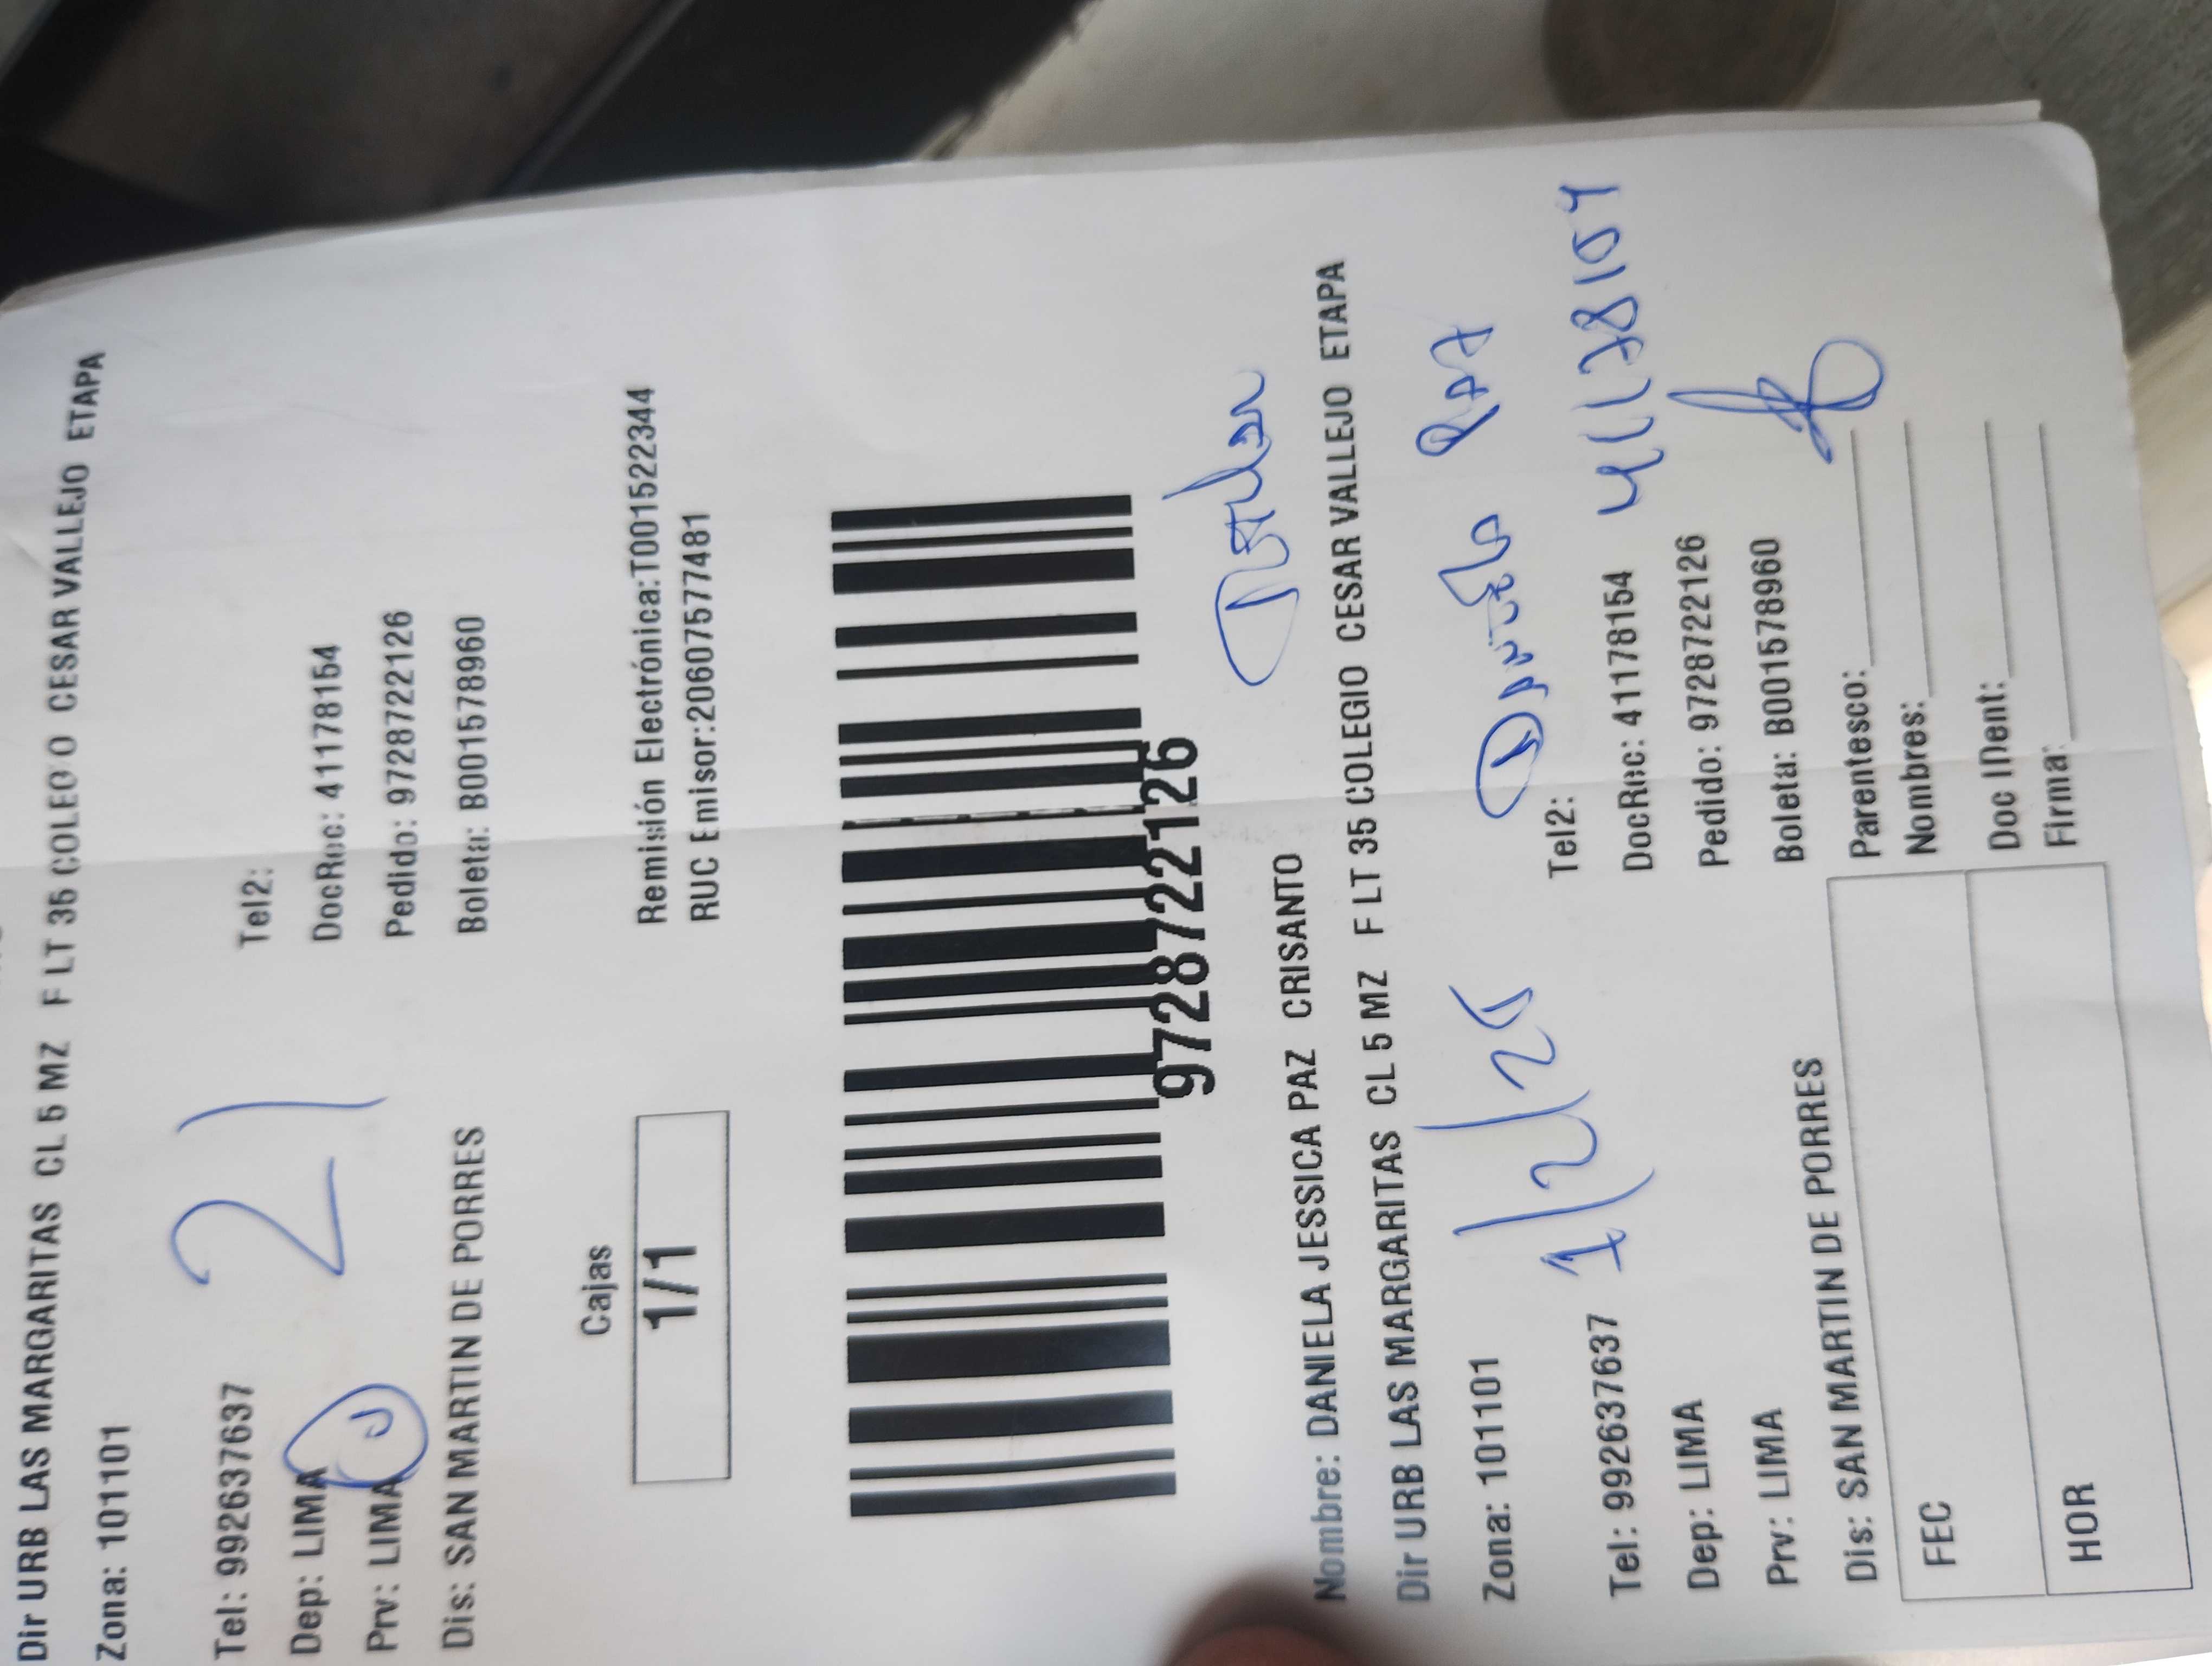 Dir URB LAS MARGARITAS CL 5 MZ F LT 35 COLEGIO CESAR VALLEJO ETAPA
Zona: 101101
Tel: 992637637 21 Tel2:
Dep: LIMA DocRec: 41178154
Prv: LIMA Pedido: 9728722126
Dis: SAN MARTIN DE PORRES Boleta: B001578960
Cajas
1/1
Remisión Electrónica:T001522344
RUC Emisor:20607577481
9728722126
Nombre: DANIELA JESSICA PAZ CRISANTO
Dir URB LAS MARGARITAS CL 5 MZ F LT 35 COLEGIO CESAR VALLEJO ETAPA
Zona: 101101 1/2/25 Daniela Paz
Tel: 992637637 Tel2:
Dep: LIMA DocRec: 41178154 41178154
Prv: LIMA Pedido: 9728722126
Dis: SAN MARTIN DE PORRES Boleta: B001578960
FEC
HOR
Parentesco:
Nombres:
Doc IDent:
Firma: